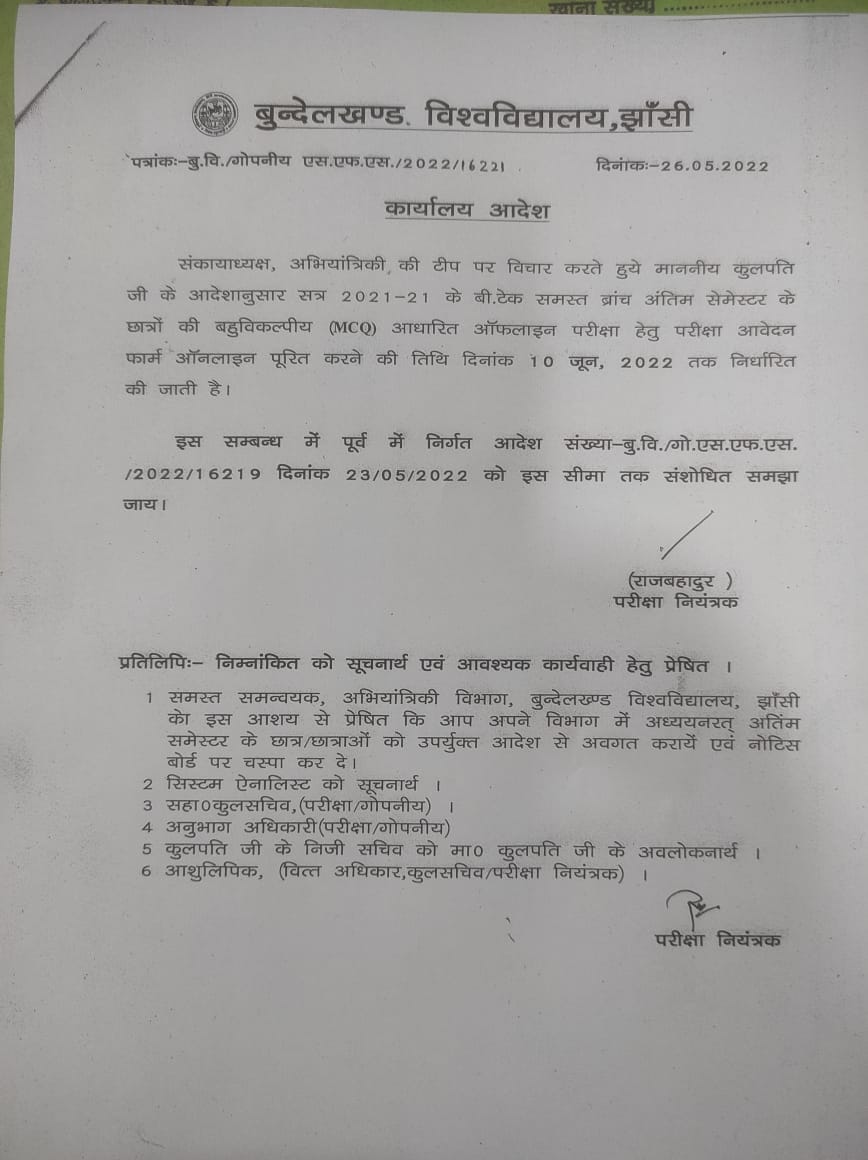 खाना संख्या
बुन्देलखण्ड. विश्वविद्यालय,झाँसी
पत्रांकः-बु.वि./गोपनीय एस.एफ.एस./2022/16221
दिनांकः-26.05.2022
कार्यालय आदेश
संकायाध्यक्ष, अभियांत्रिकी की टीप पर विचार करते हुये माननीय कुलपति
जी के आदेशानुसार सत्र 2021-21 के बी.टेक समस्त ब्रांच अंतिम सेमेस्टर के
छात्रों की बहुविकल्पीय (MCQ) आधारित ऑफलाइन परीक्षा हेतु परीक्षा आवेदन
फार्म ऑनलाइन पूरित करने की तिथि दिनांक 10 जून, 2022 तक निर्धारित
की जाती है।
इस सम्बन्ध में पूर्व में निर्गत आदेश संख्या-बु.वि./गो.एस.एफ.एस.
/2022/16219 दिनांक 23/05/2022 को इस सीमा तक संशोधित समझा
जाय।
(राजबहादुर )
परीक्षा नियंत्रक
प्रतिलिपिः- निम्नांकित को सूचनार्थ एवं आवश्यक कार्यवाही हेतु प्रेषित ।
1 समस्त समन्वयक, अभियांत्रिकी विभाग, बुन्देलखण्ड विश्वविद्यालय, झाँसी
केा इस आशय से प्रेषित कि आप अपने विभाग में अध्ययनरत् अतिंम
समेस्टर के छात्र/छात्राओं को उपर्युक्त आदेश से अवगत करायें एवं नोटिस
बोर्ड पर चस्पा कर दे।
2 सिस्टम ऐनालिस्ट को सूचनार्थ ।
3 सहा0कुलसचिव,(परीक्षा/गोपनीय) ।
4 अनुभाग अधिकारी(परीक्षा/गोपनीय)
5 कुलपति जी के निजी सचिव को मा0 कुलपति जी के अवलोकनार्थ ।
6 आशुलिपिक, (वित्त अधिकार,कुलसचिव/परीक्षा नियंत्रक) ।
परीक्षा नियंत्रक